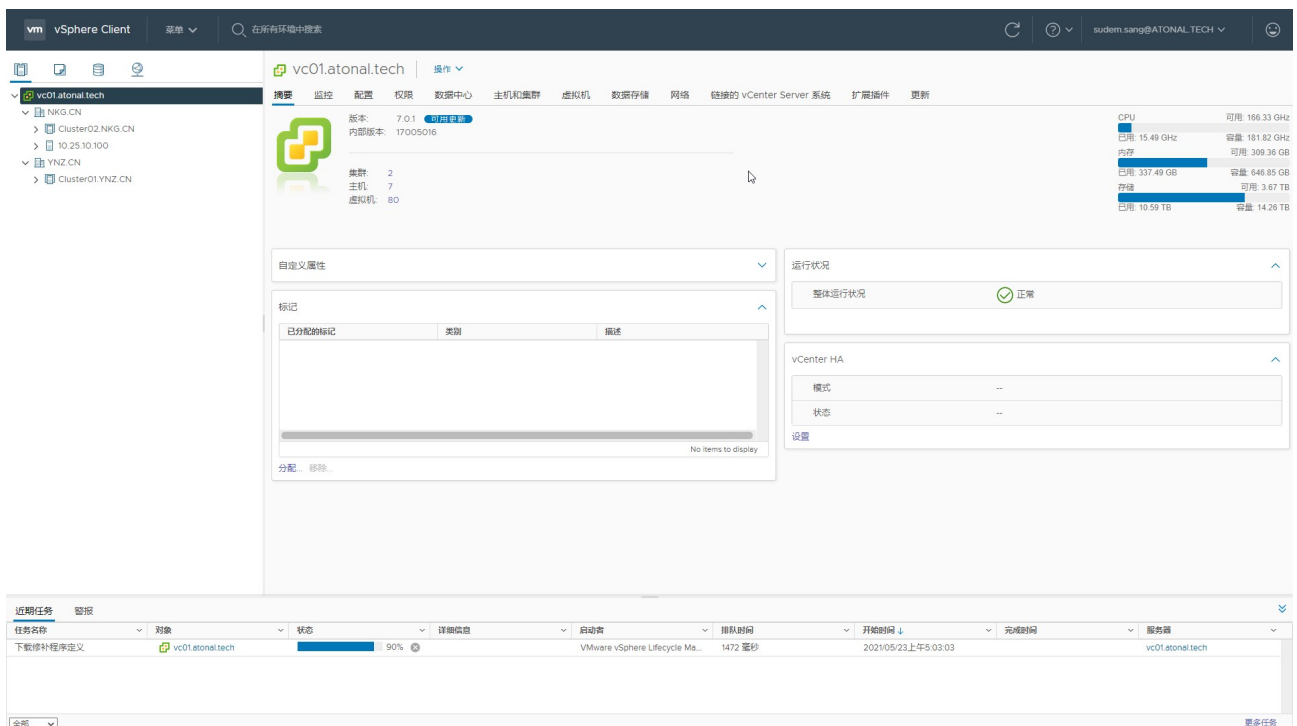 vm vSphere Client 菜单 在所有环境中搜索 sudem.sang@ATONAL.TECH
vc01.atonal.tech
NKG.CN
Cluster02.NKG.CN
10.25.10.100
YNZ.CN
Cluster01.YNZ.CN
vc01.atonal.tech 操作
摘要 监控 配置 权限 数据中心 主机和集群 虚拟机 数据存储 网络 链接的 vCenter Server 系统 扩展插件 更新
版本: 7.0.1 可用更新
内部版本: 17005016
集群: 2
主机: 7
虚拟机: 80
CPU 可用: 166.33 GHz
已用: 15.49 GHz 容量: 181.82 GHz
内存 可用: 309.36 GB
已用: 337.49 GB 容量: 646.85 GB
存储 可用: 3.67 TB
已用: 10.59 TB 容量: 14.26 TB
自定义属性
标记
已分配的标记 类别 描述
No items to display
分配... 移除...
运行状况
整体运行状况 正常
vCenter HA
模式 --
状态 --
设置
近期任务 警报
任务名称 对象 状态 详细信息 启动者 排队时间 开始时间↓ 完成时间 服务器
下载修补程序定义 vc01.atonal.tech 90% VMware vSphere Lifecycle Ma... 1472 毫秒 2021/05/23上午5:03:03 vc01.atonal.tech
全部 更多任务